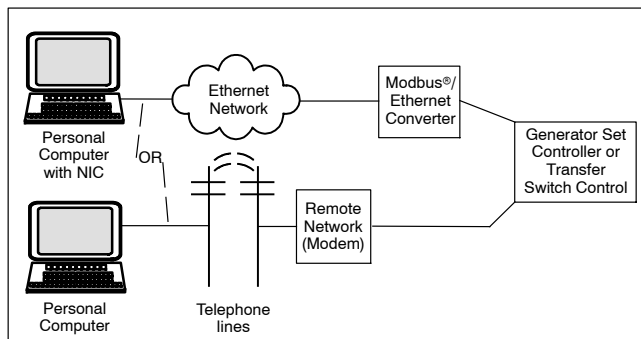 Ethernet
Network
Modbus®/
Ethernet
Converter
Personal
Computer
with NIC
OR
Generator Set
Controller or
Transfer
Switch Control
Remote
Network
(Modem)
Personal
Computer
Telephone
lines